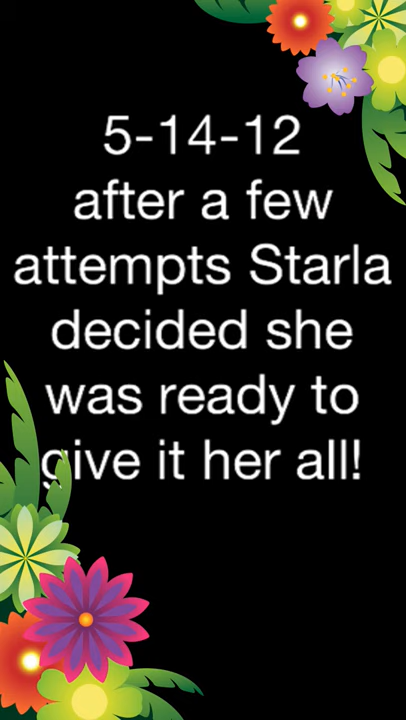 5-14-12
after a few
attempts Starla
decided she
was ready to
give it her all!